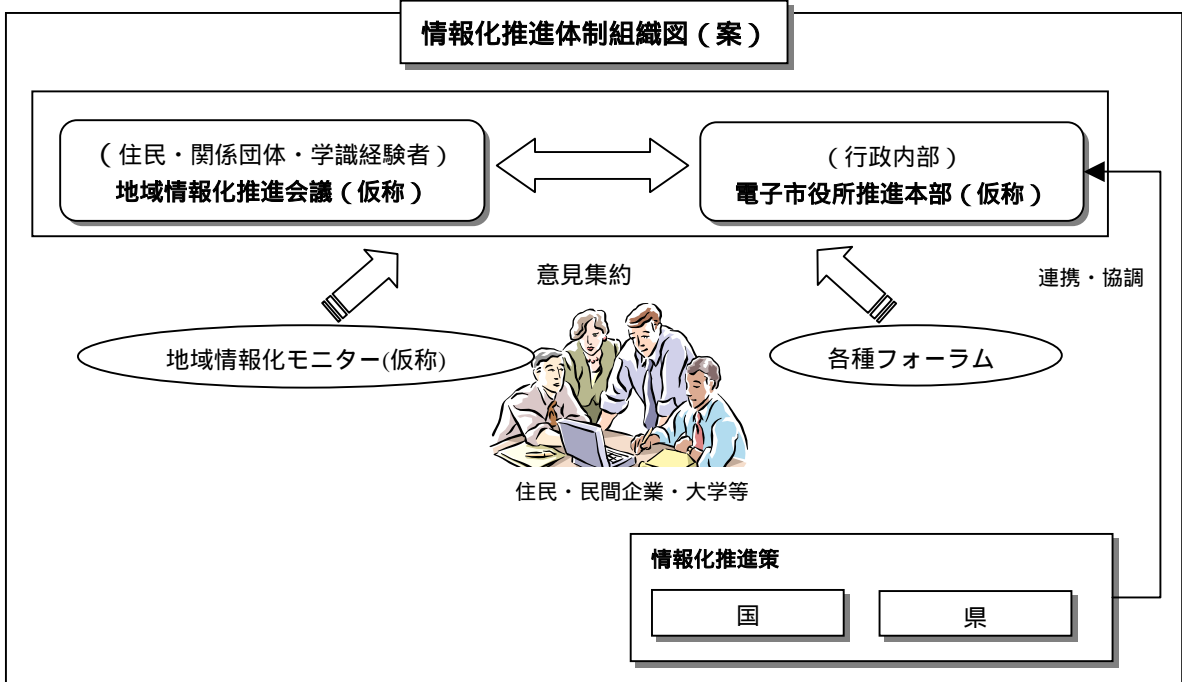 情報化推進体制組織図（案）
（住民・関係団体・学識経験者）
地域情報化推進会議（仮称）
（行政内部）
電子市役所推進本部（仮称）
意見集約
連携・協調
地域情報化モニター(仮称)
各種フォーラム
住民・民間企業・大学等
情報化推進策
国
県